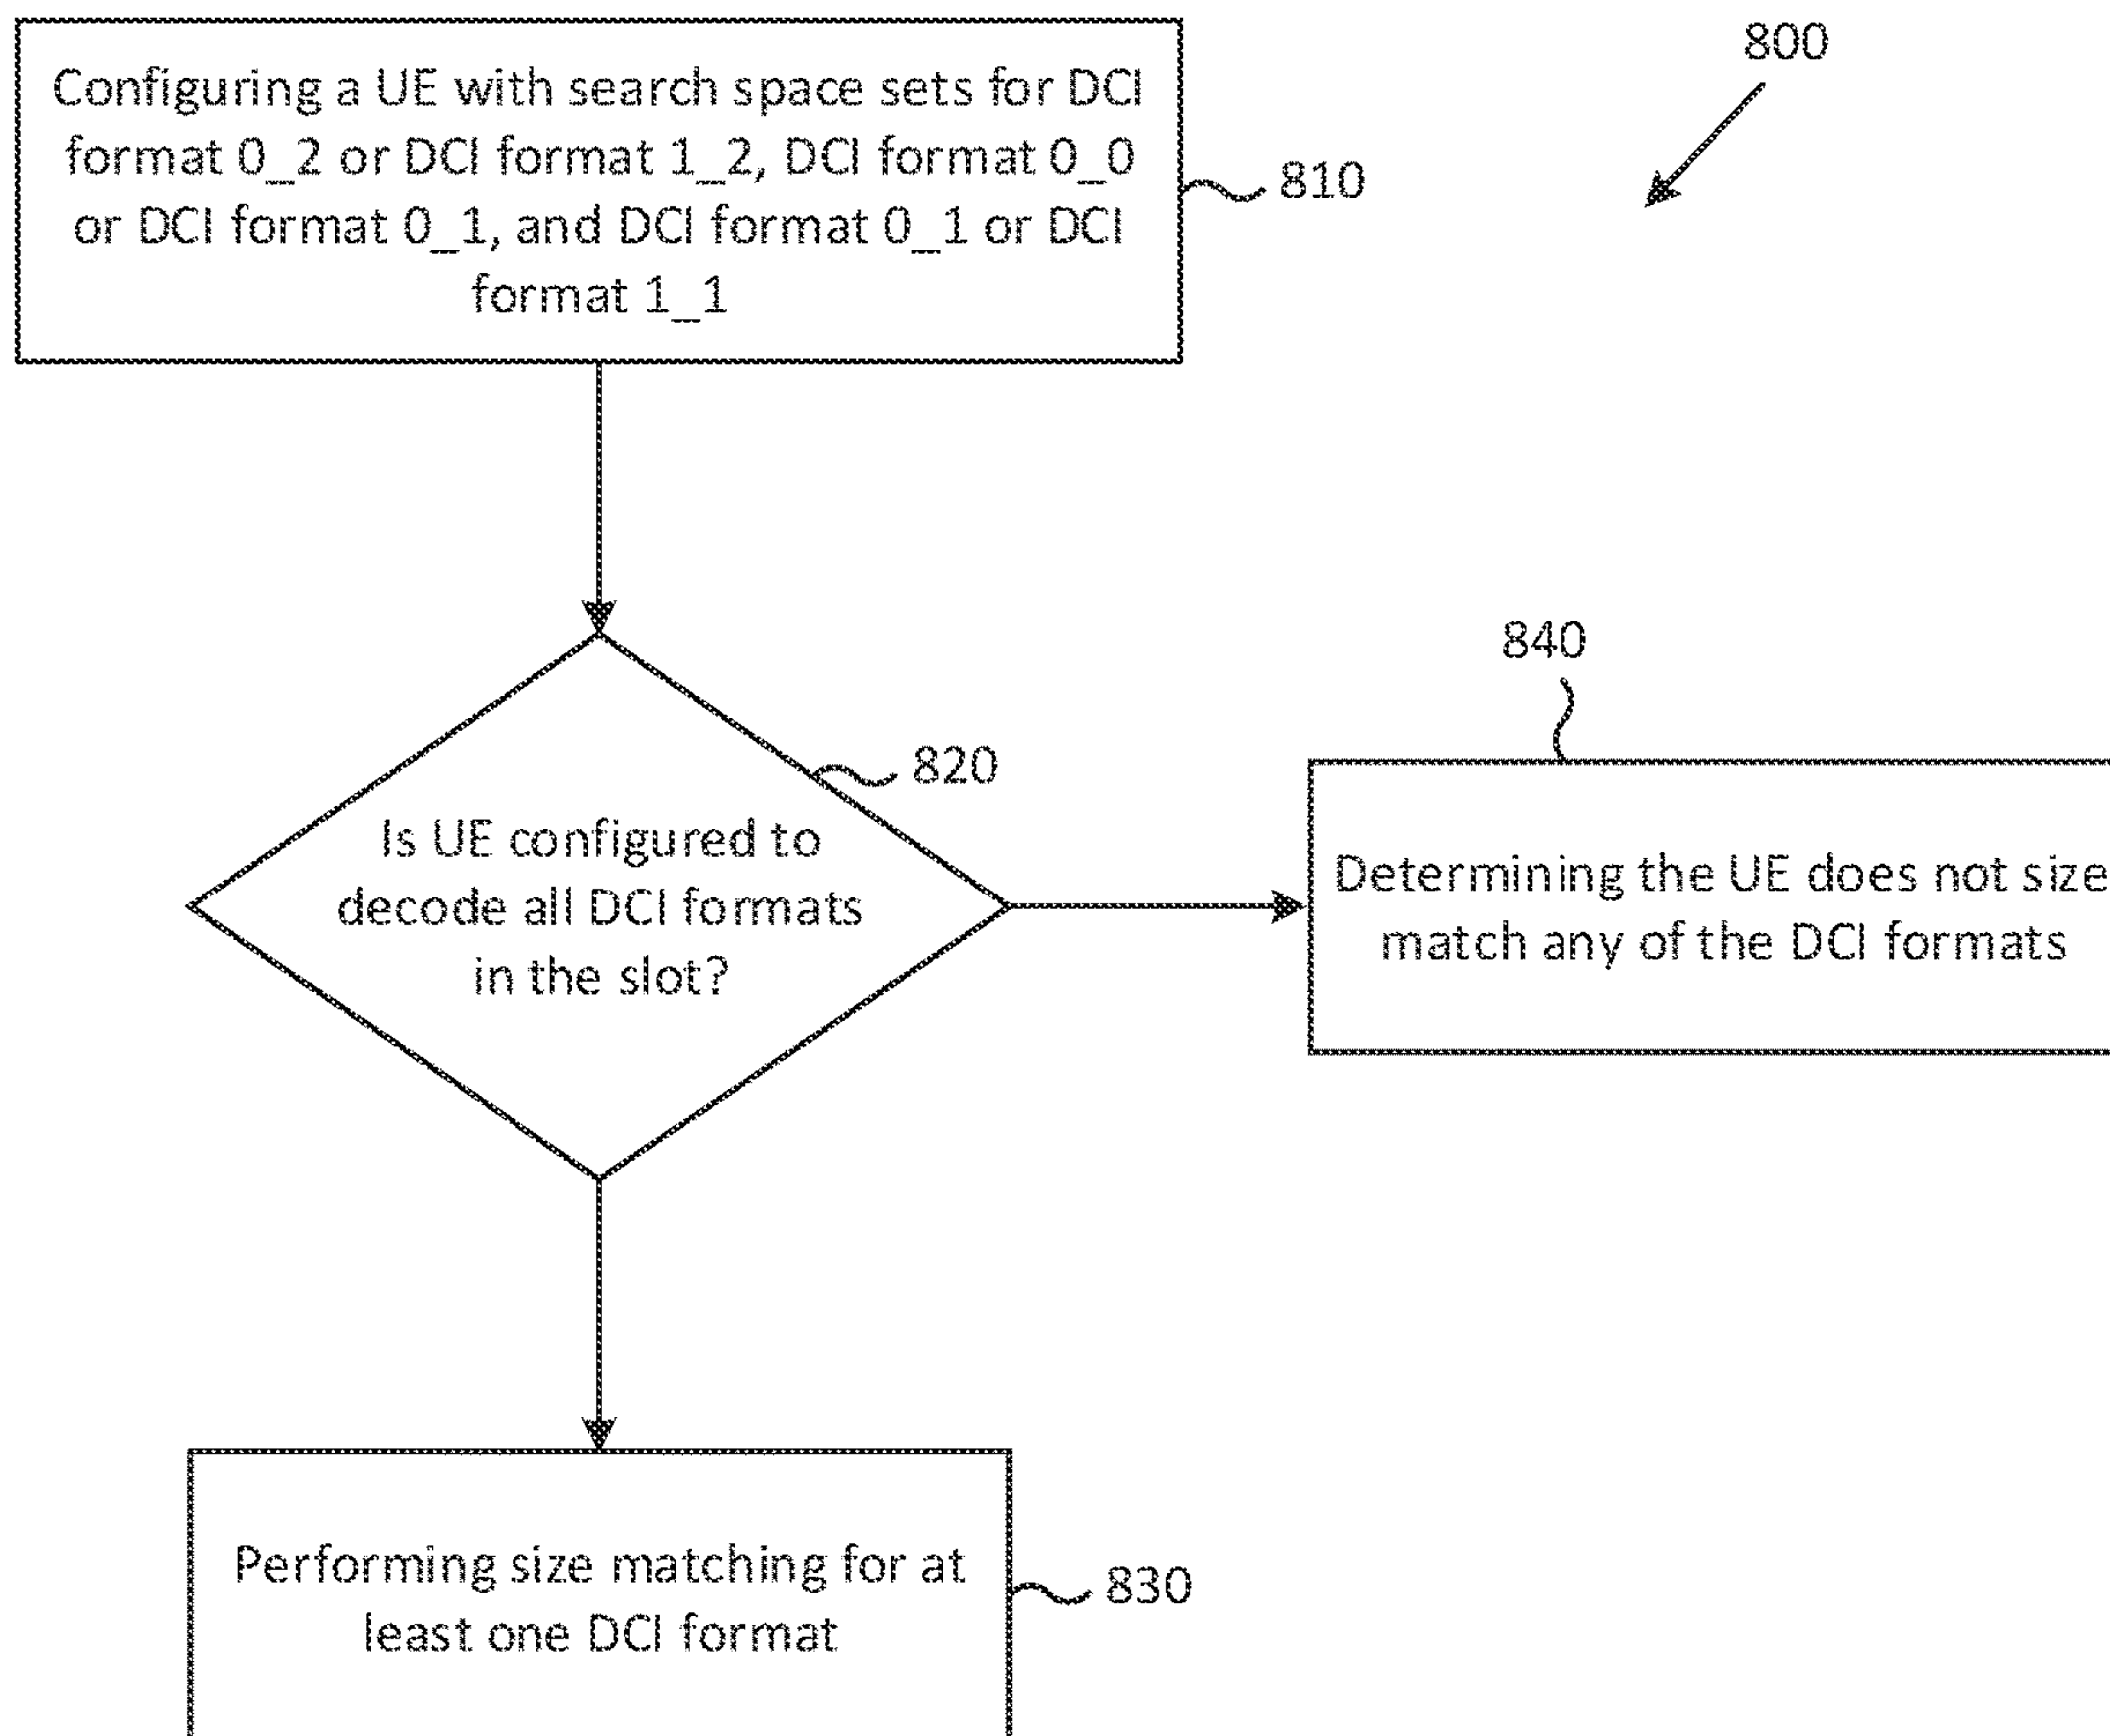 800
Configuring a UE with search space sets for DCI
format 0_2 or DCI format 1_2, DCI format 0_0
or DCI format 0_1, and DCI format 0_1 or DCI
format 1_1
810
840
820
Is UE configured to
decode all DCI formats
in the slot?
Determining the UE does not size
match any of the DCI formats
Performing size matching for at
least one DCI format
830